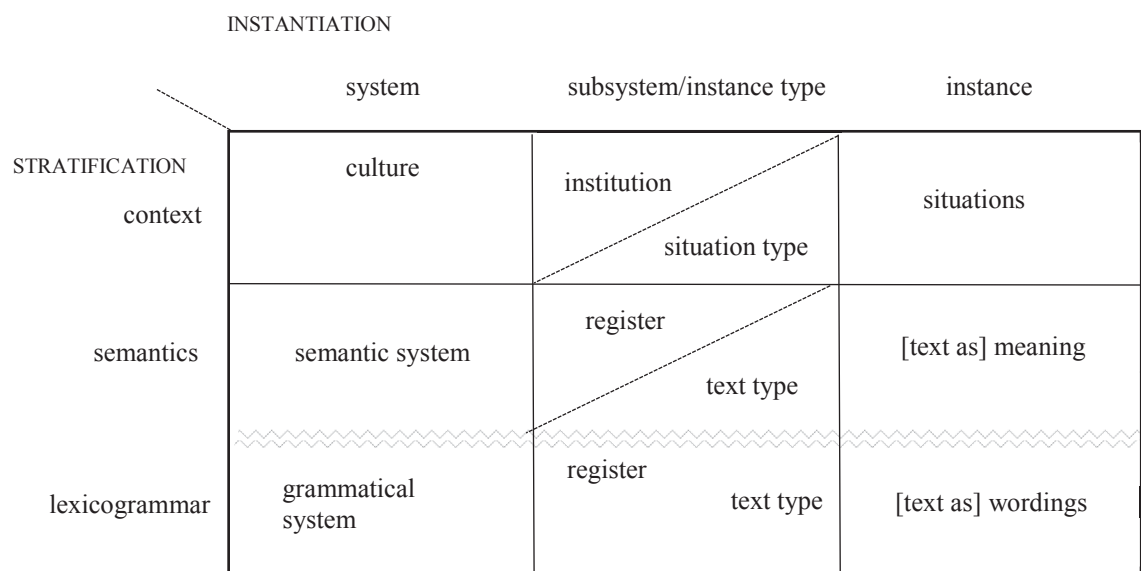 INSTANTIATION
system subsystem/instance type instance
STRATIFICATION
context
culture
institution
situation type
situations
semantics
semantic system
register
text type
[text as] meaning
lexicogrammar
grammatical
system
register
text type
[text as] wordings